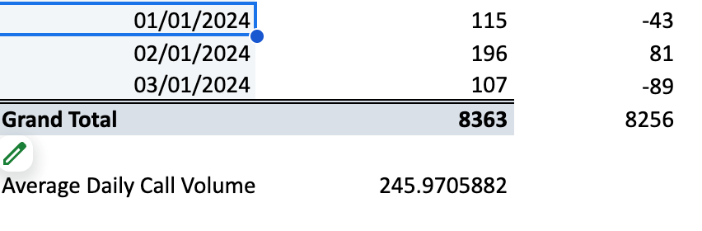 01/01/2024 115 -43
02/01/2024 196 81
03/01/2024 107 -89
Grand Total 8363 8256
Average Daily Call Volume 245.9705882